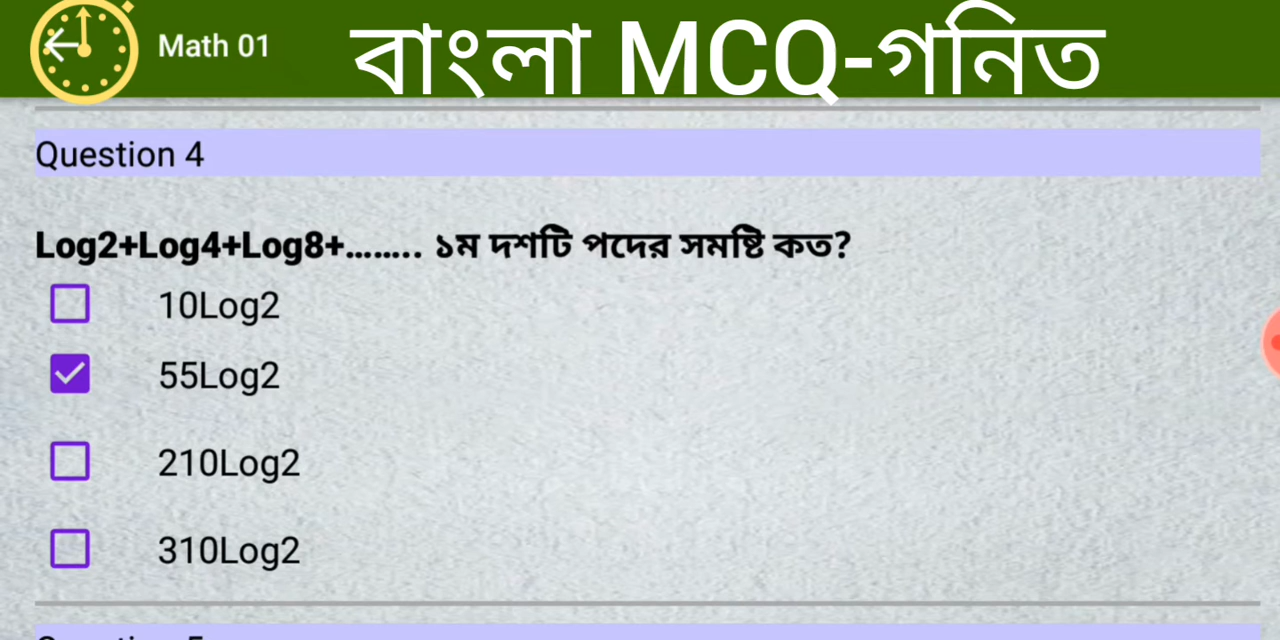 Math 01
বাংলা MCQ-গনিত
Question 4
Log2+Log4+Log8+........ ১ম দশটি পদের সমষ্টি কত?
10Log2
55Log2
210Log2
310Log2